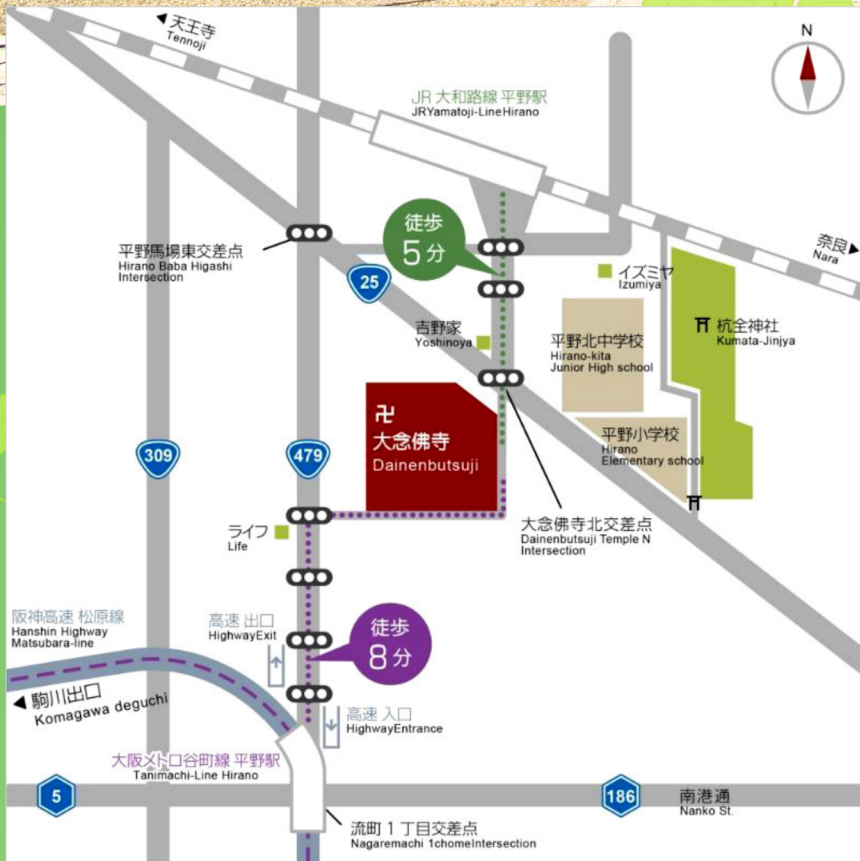 天王寺
Tennoji
N
JR 大和路線 平野駅
JRYamatoji-LineHirano
徒歩
5分
奈良
Nara
平野馬場東交差点
Hirano Baba Higashi
Intersection
25
イズミヤ
Izumiya
杭全神社
Kumata-Jinjya
吉野家
Yoshinoya
平野北中学校
Hirano-kita
Junior High school
卍
大念佛寺
Dainenbutsuji
平野小学校
Hirano
Elementary school
309
479
ライフ
Life
大念佛寺北交差点
Dainenbutsuji Temple N
Intersection
阪神高速 松原線
Hanshin Highway
Matsubara-line
高速 出口
HighwayExit
徒歩
8分
駒川出口
Komagawa deguchi
高速 入口
HighwayEntrance
大阪メトロ谷町線 平野駅
Tanimachi-Line Hirano
5
186
南港通
Nanko St.
流町1丁目交差点
Nagaremachi 1chomeIntersection